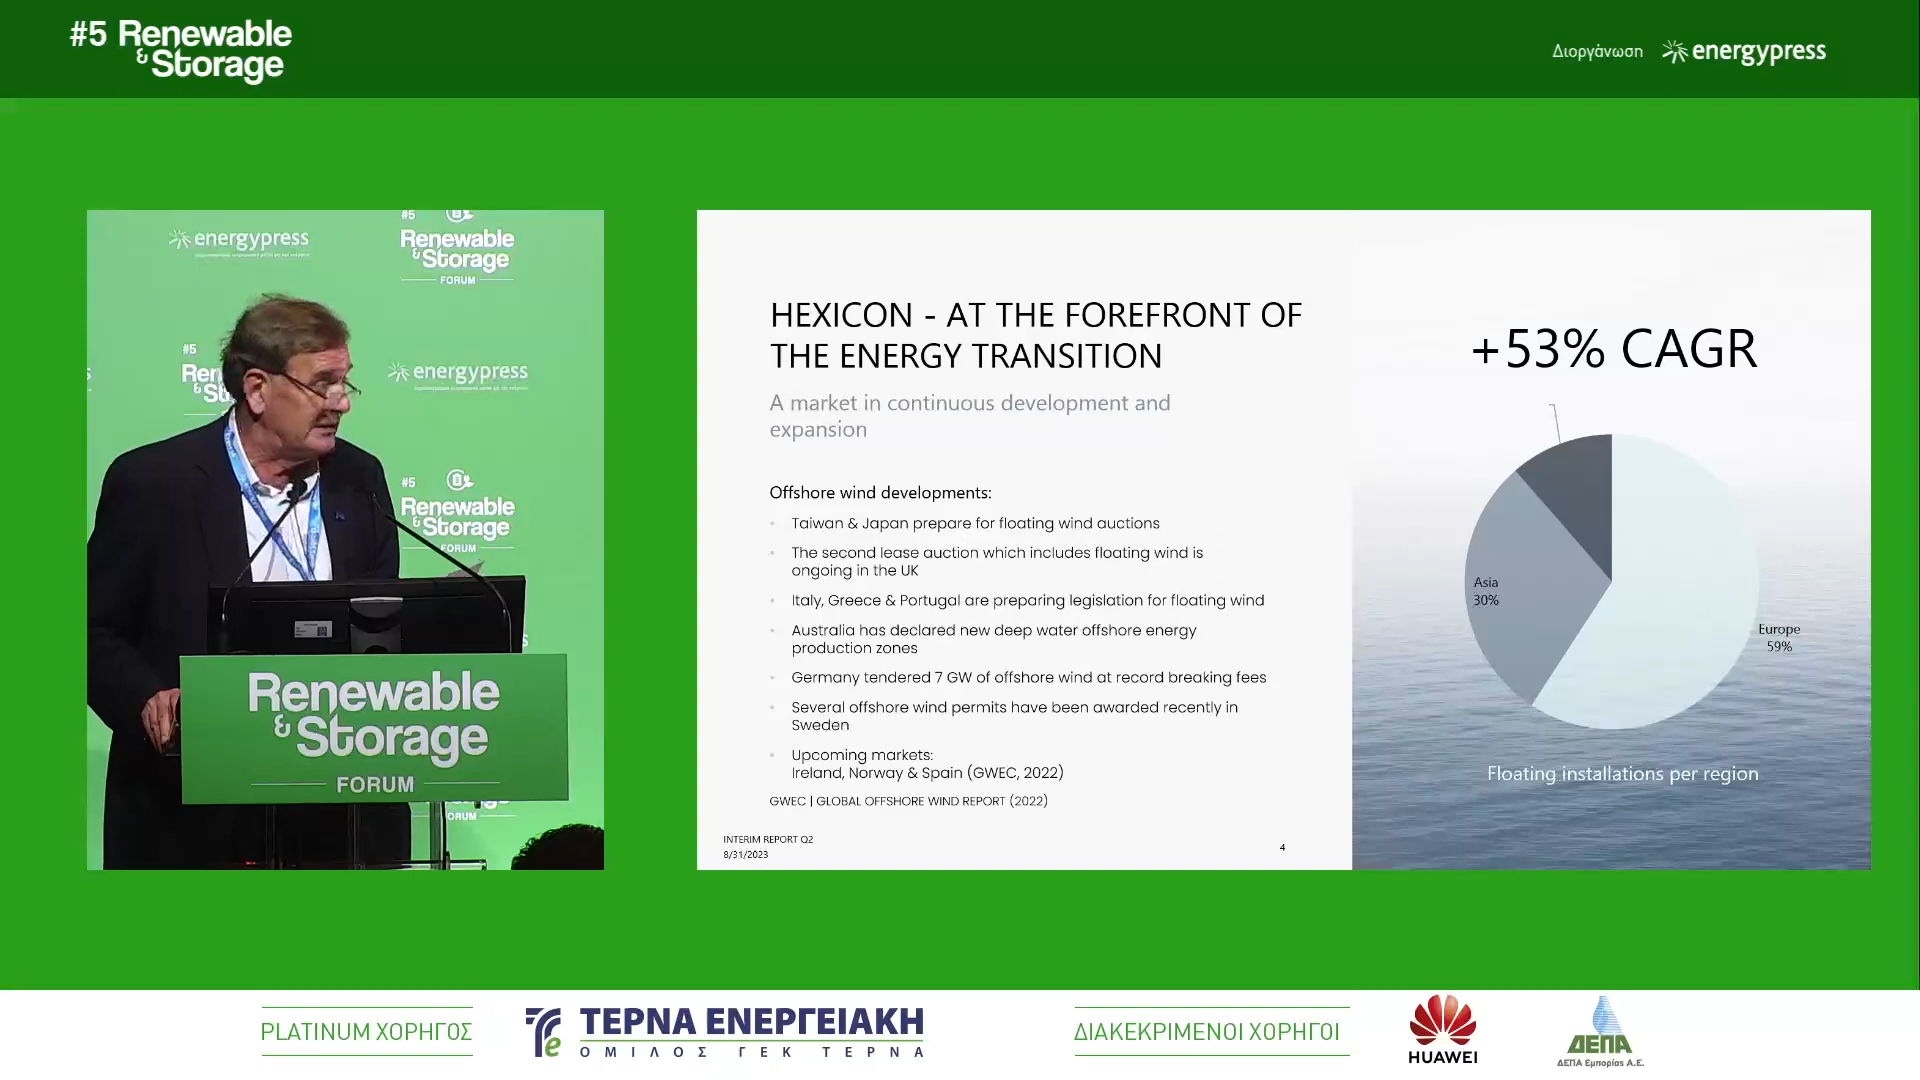 #5 Renewable
& Storage
Διοργάνωση energypress
energypress
#5
Renewable
& Storage
FORUM
#5
energypress
#5
Renewable
& Storage
FORUM
Renewable
& Storage
FORUM
HEXICON - AT THE FOREFRONT OF
THE ENERGY TRANSITION
A market in continuous development and
expansion
Offshore wind developments:
Taiwan & Japan prepare for floating wind auctions
The second lease auction which includes floating wind is
ongoing in the UK
Italy, Greece & Portugal are preparing legislation for floating wind
Australia has declared new deep water offshore energy
production zones
Germany tendered 7 GW of offshore wind at record breaking fees
Several offshore wind permits have been awarded recently in
Sweden
Upcoming markets:
Ireland, Norway & Spain (GWEC, 2022)
GWEC | GLOBAL OFFSHORE WIND REPORT (2022)
INTERIM REPORT Q2
8/31/2023
4
+53% CAGR
Asia
30%
Europe
59%
Floating installations per region
PLATINUM ΧΟΡΗΓΟΣ
ΤΕΡΝΑ ΕΝΕΡΓΕΙΑΚΗ
ΟΜΙΛΟΣ ΓΕΚ ΤΕΡΝΑ
ΔΙΑΚΕΚΡΙΜΕΝΟΙ ΧΟΡΗΓΟΙ
HUAWEI
ΔΕΠΑ
ΔΕΠΑ Εμπορίας Α.Ε.